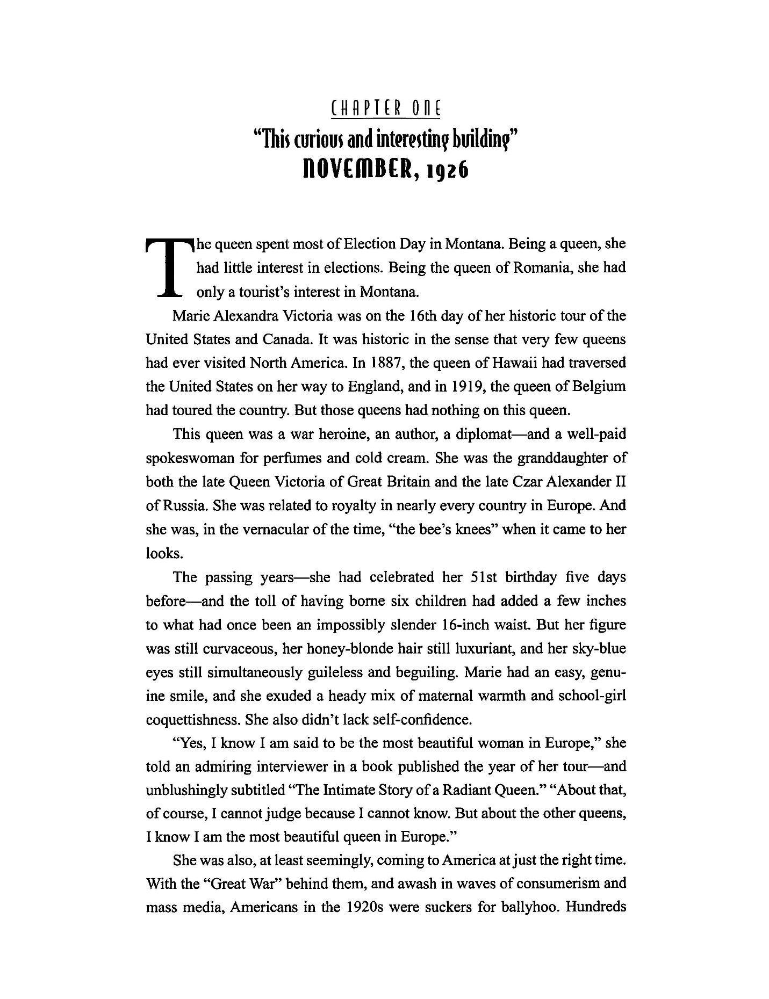 CHAPTER ONE
“This curious and interesting building”
NOVEMBER, 1926
The queen spent most of Election Day in Montana. Being a queen, she
had little interest in elections. Being the queen of Romania, she had
only a tourist’s interest in Montana.
Marie Alexandra Victoria was on the 16th day of her historic tour of the
United States and Canada. It was historic in the sense that very few queens
had ever visited North America. In 1887, the queen of Hawaii had traversed
the United States on her way to England, and in 1919, the queen of Belgium
had toured the country. But those queens had nothing on this queen.
This queen was a war heroine, an author, a diplomat—and a well-paid
spokeswoman for perfumes and cold cream. She was the granddaughter of
both the late Queen Victoria of Great Britain and the late Czar Alexander II
of Russia. She was related to royalty in nearly every country in Europe. And
she was, in the vernacular of the time, “the bee’s knees” when it came to her
looks.
The passing years—she had celebrated her 51st birthday five days
before—and the toll of having borne six children had added a few inches
to what had once been an impossibly slender 16-inch waist. But her figure
was still curvaceous, her honey-blonde hair still luxuriant, and her sky-blue
eyes still simultaneously guileless and beguiling. Marie had an easy, genu-
ine smile, and she exuded a heady mix of maternal warmth and school-girl
coquettishness. She also didn’t lack self-confidence.
“Yes, I know I am said to be the most beautiful woman in Europe,” she
told an admiring interviewer in a book published the year of her tour—and
unblushingly subtitled “The Intimate Story of a Radiant Queen.” “About that,
of course, I cannot judge because I cannot know. But about the other queens,
I know I am the most beautiful queen in Europe.”
She was also, at least seemingly, coming to America at just the right time.
With the “Great War” behind them, and awash in waves of consumerism and
mass media, Americans in the 1920s were suckers for ballyhoo. Hundreds